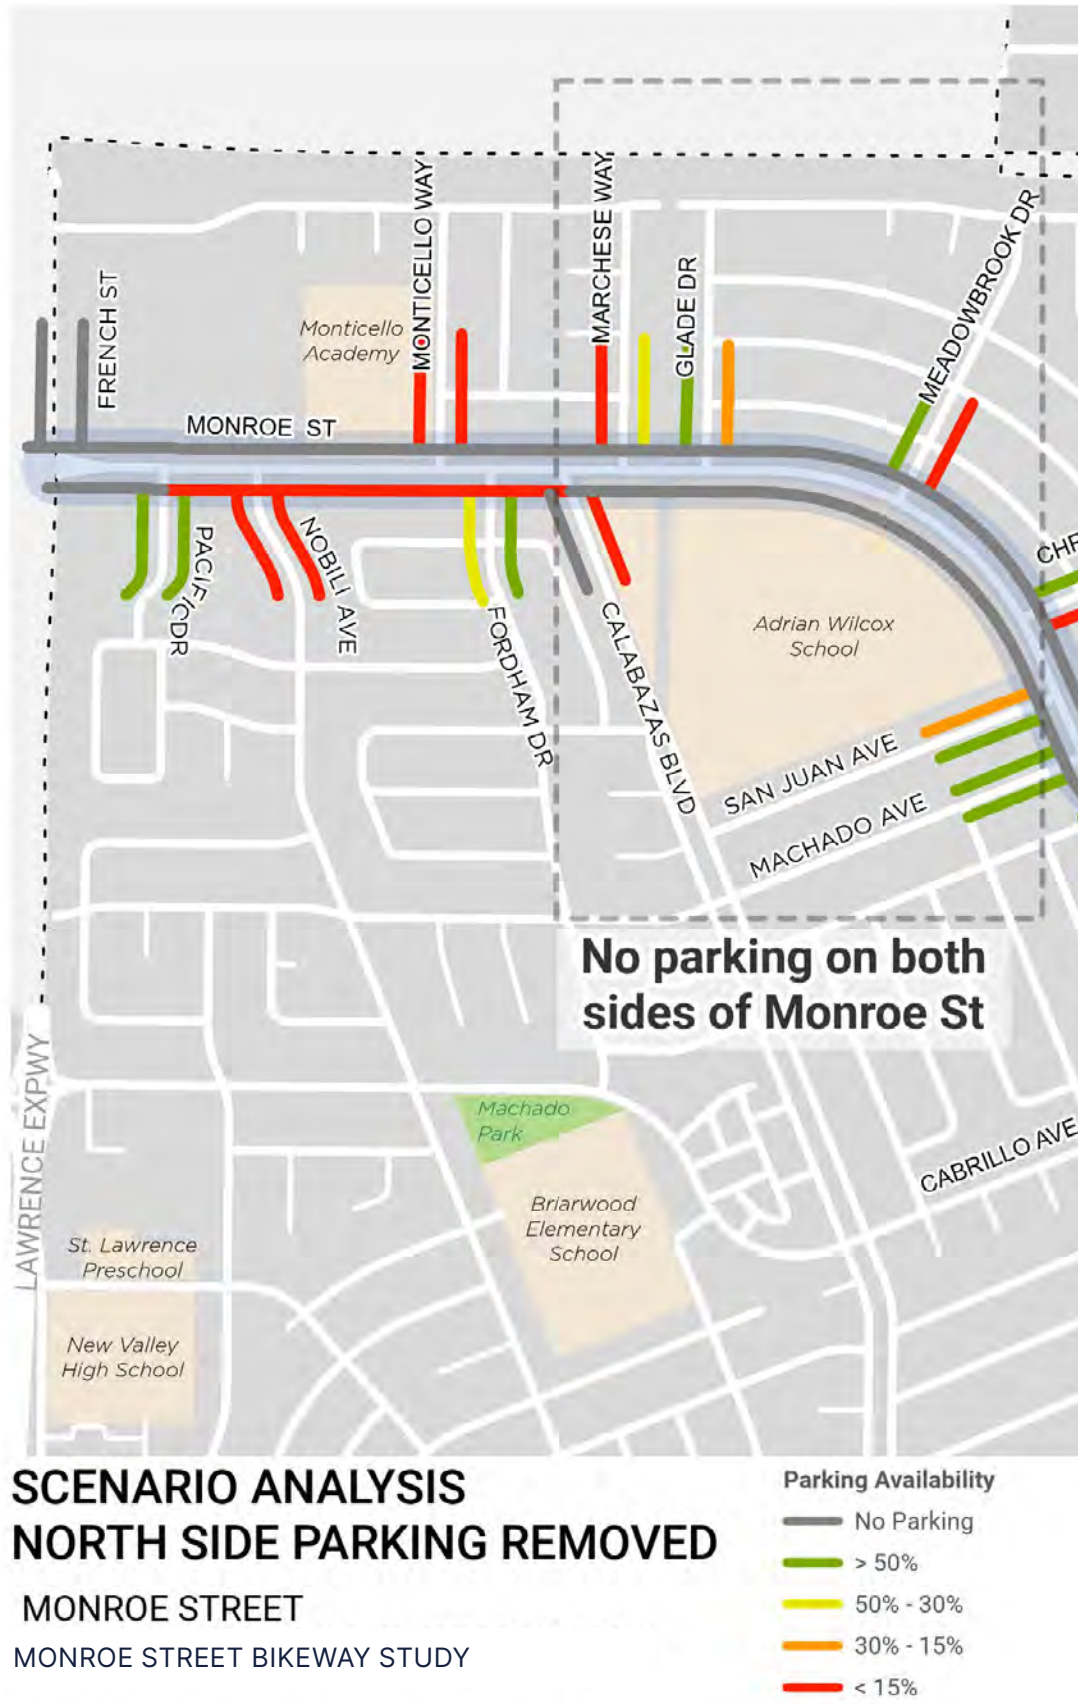 MONTICELLO WAY
MARCHESE WAY
GLADE DR
MEADOWBROOK DR
FRENCH ST
Monticello
Academy
MONROE ST
PACIFIC DR
NOBILI AVE
FORDHAM DR
CALABAZAS BLVD
Adrian Wilcox
School
SAN JUAN AVE
MACHADO AVE
No parking on both
sides of Monroe St
LAWRENCE EXPWY
Machado
Park
CABRILLO AVE
Briarwood
Elementary
School
St. Lawrence
Preschool
New Valley
High School
SCENARIO ANALYSIS
NORTH SIDE PARKING REMOVED
MONROE STREET
MONROE STREET BIKEWAY STUDY
Parking Availability
No Parking
> 50%
50% - 30%
30% - 15%
< 15%